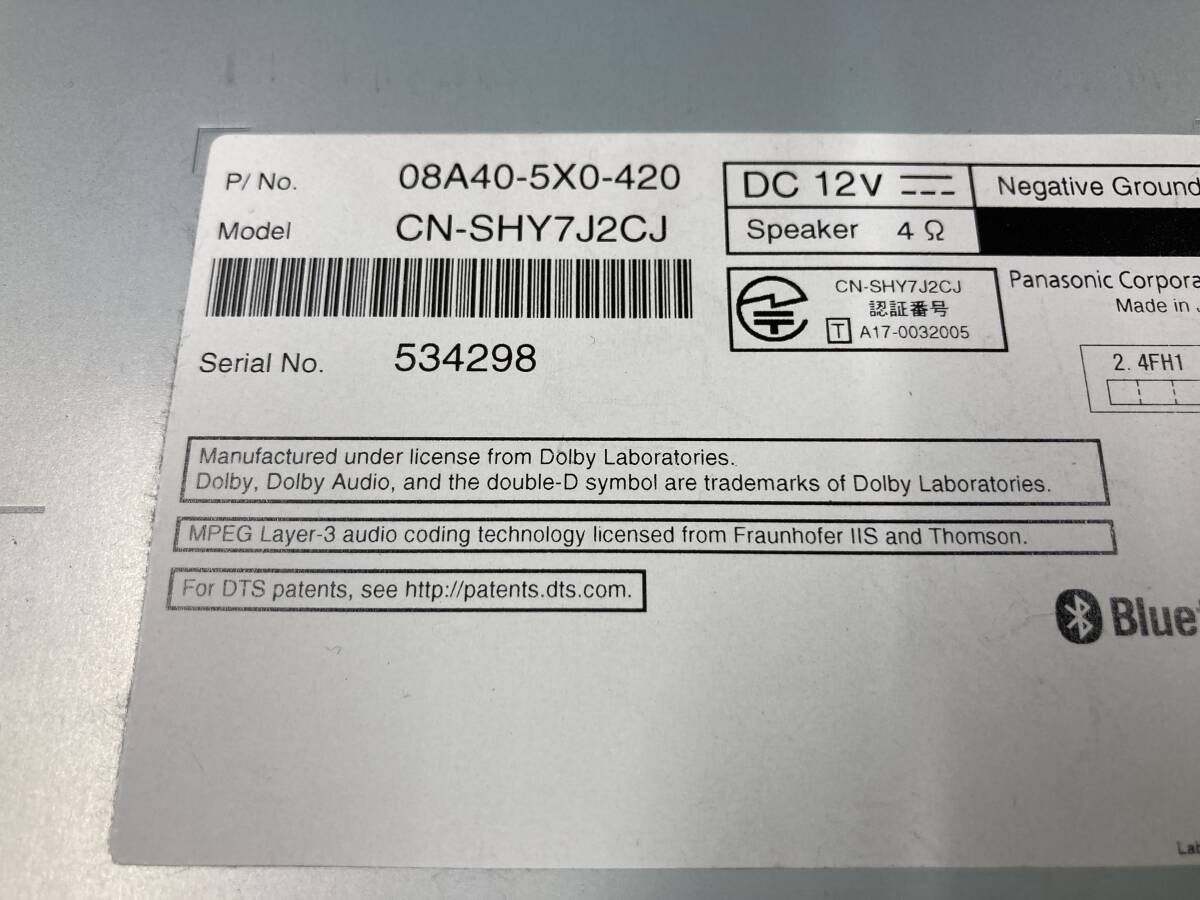 P/ No. 08A40-5X0-420
Model CN-SHY7J2CJ
Serial No. 534298
DC 12V Negative Ground
Speaker 4 Ω
CN-SHY7J2CJ
認証番号
T A17-0032005
Panasonic Corpora
Made in
2. 4FH1
Manufactured under license from Dolby Laboratories.
Dolby, Dolby Audio, and the double-D symbol are trademarks of Dolby Laboratories.
MPEG Layer-3 audio coding technology licensed from Fraunhofer IIS and Thomson.
For DTS patents, see http://patents.dts.com.
Blue
Lab